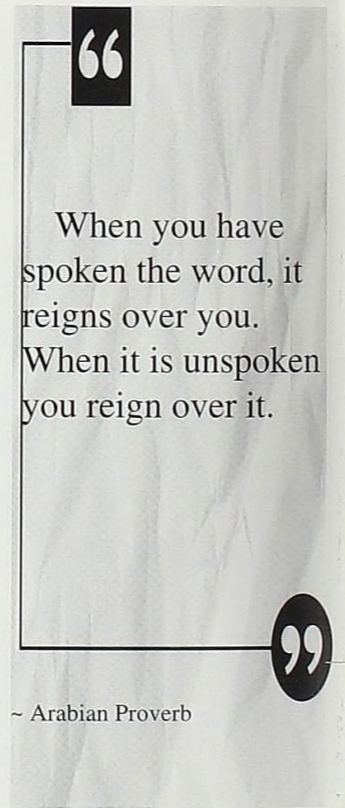 “
When you have
spoken the word, it
reigns over you.
When it is unspoken
you reign over it.
”
~ Arabian Proverb